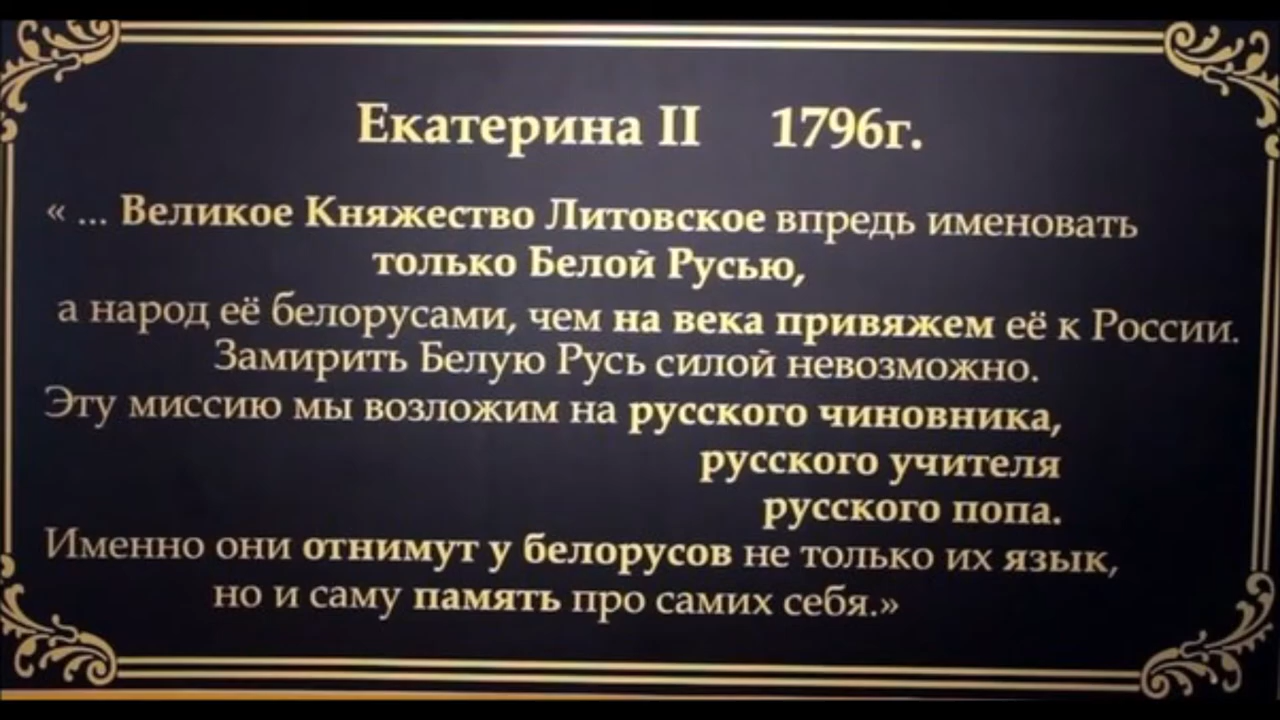 Екатерина II 1796г.
« ... Великое Княжество Литовское впредь именовать
только Белой Русью,
а народ её белорусами, чем на века привяжем её к России.
Замирить Белую Русь силой невозможно.
Эту миссию мы возложим на русского чиновника,
русского учителя
русского попа.
Именно они отнимут у белорусов не только их язык,
но и саму память про самих себя.»